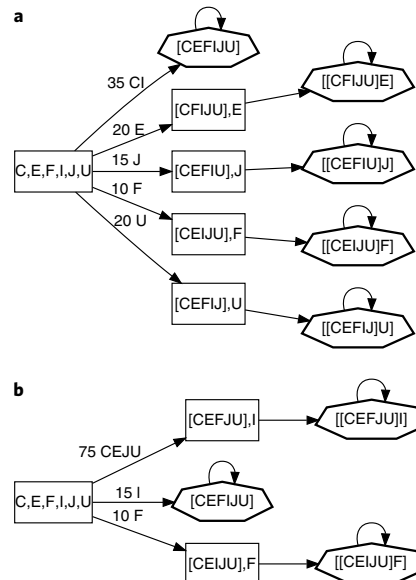 a
[CEFIJU]
35 CI
[CFIJU],E
[[CFIJU]E]
20 E
C,E,F,I,J,U
15 J
[CEFIU],J
[[CEFIU]J]
10 F
20 U
[CEIJU],F
[[CEIJU]F]
[CEFIJ],U
[[CEFIJ]U]
b
75 CEJU
[CEFJU],I
[[CEFJU]I]
C,E,F,I,J,U
15 I
[CEFIJU]
10 F
[CEIJU],F
[[CEIJU]F]